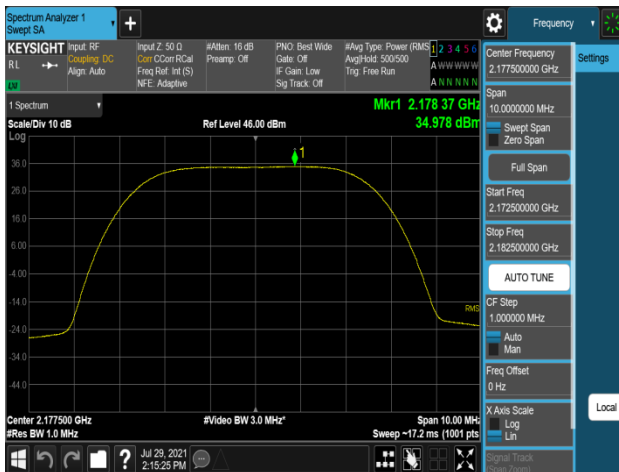 Spectrum Analyzer 1
Swept SA
Frequency
KEYSIGHT
RL
Input: RF
Coupling: DC
Align: Auto
Input Z: 50 Ω
Corr CCorr RCal
Freq Ref: Int (S)
NFE: Adaptive
#Atten: 16 dB
Preamp: Off
PNO: Best Wide
Gate: Off
IF Gain: Low
Sig Track: Off
#Avg Type: Power (RMS
Avg|Hold: 500/500
Trig: Free Run
1 2 3 4 5 6
A W W W W W
A N N N N N
1 Spectrum
Scale/Div 10 dB
Log
Ref Level 46.00 dBm
Mkr1 2.178 37 GHz
34.978 dBm
1
36.0
26.0
16.0
6.00
-4.00
-14.0
-24.0
-34.0
-44.0
RMS
Center 2.177500 GHz
#Res BW 1.0 MHz
#Video BW 3.0 MHz*
Span 10.00 MHz
Sweep ~17.2 ms (1001 pts
Jul 29, 2021
2:15:25 PM
?
Center Frequency
2.177500000 GHz
Span
10.0000000 MHz
Swept Span
Zero Span
Full Span
Start Freq
2.172500000 GHz
Stop Freq
2.182500000 GHz
AUTO TUNE
CF Step
1.000000 MHz
Auto
Man
Freq Offset
0 Hz
X Axis Scale
Log
Lin
Signal Track
(Span Zoom)
Settings
Local